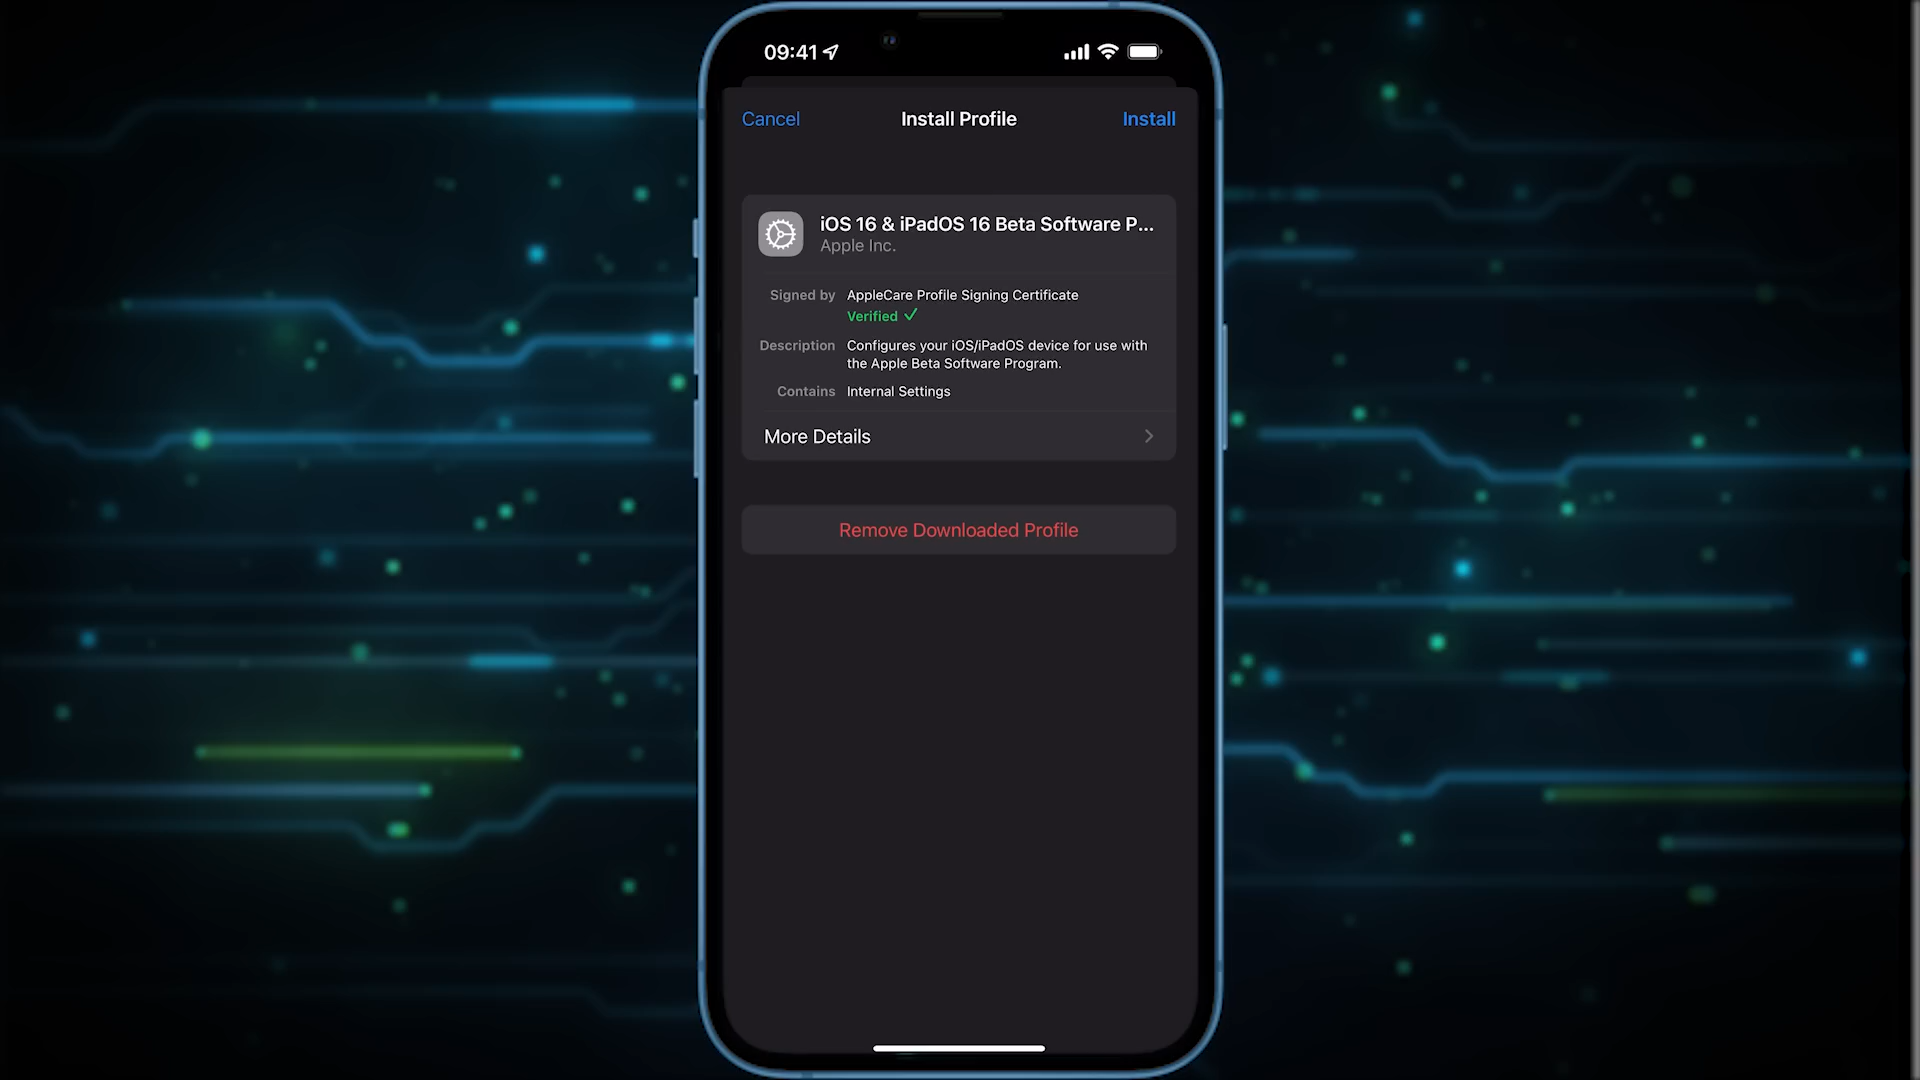 09:41
Cancel Install Profile Install
iOS 16 & iPadOS 16 Beta Software P...
Apple Inc.
Signed by AppleCare Profile Signing Certificate
Verified ✓
Description Configures your iOS/iPadOS device for use with
the Apple Beta Software Program.
Contains Internal Settings
More Details
Remove Downloaded Profile